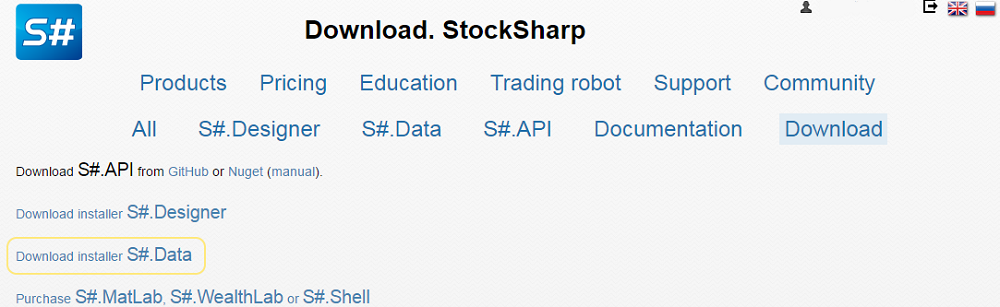 S#
Download. StockSharp
Products Pricing Education Trading robot Support Community
All S#.Designer S#.Data S#.API Documentation Download
Download S#.API from GitHub or Nuget (manual).
Download installer S#.Designer
Download installer S#.Data
Purchase S#.MatLab, S#.WealthLab or S#.Shell